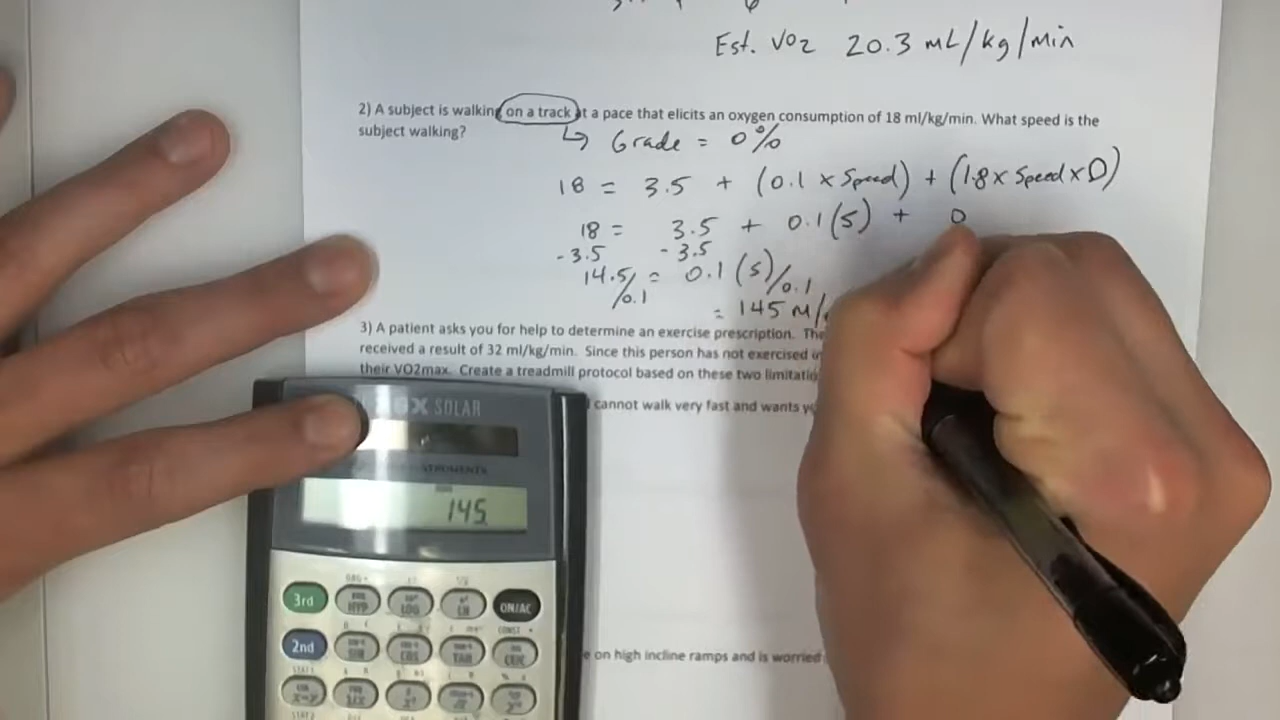 Est. VO2 20.3 mL/kg/min
2) A subject is walking on a track at a pace that elicits an oxygen consumption of 18 ml/kg/min. What speed is the
subject walking?
↳ Grade = 0%
18 = 3.5 + (0.1 x Speed) + (1.8 x Speed x 0)
18 = 3.5 + 0.1(S) + 0
-3.5 -3.5
14.5/0.1 = 0.1 (S)/0.1
= 145 M/
3) A patient asks you for help to determine an exercise prescription. The
received a result of 32 ml/kg/min. Since this person has not exercised
their VO2max. Create a treadmill protocol based on these two
cannot walk very fast and wants
SOLAR
145
3rd
HYP
LOG
LN
ON/AC
2nd
on high incline ramps and is worried